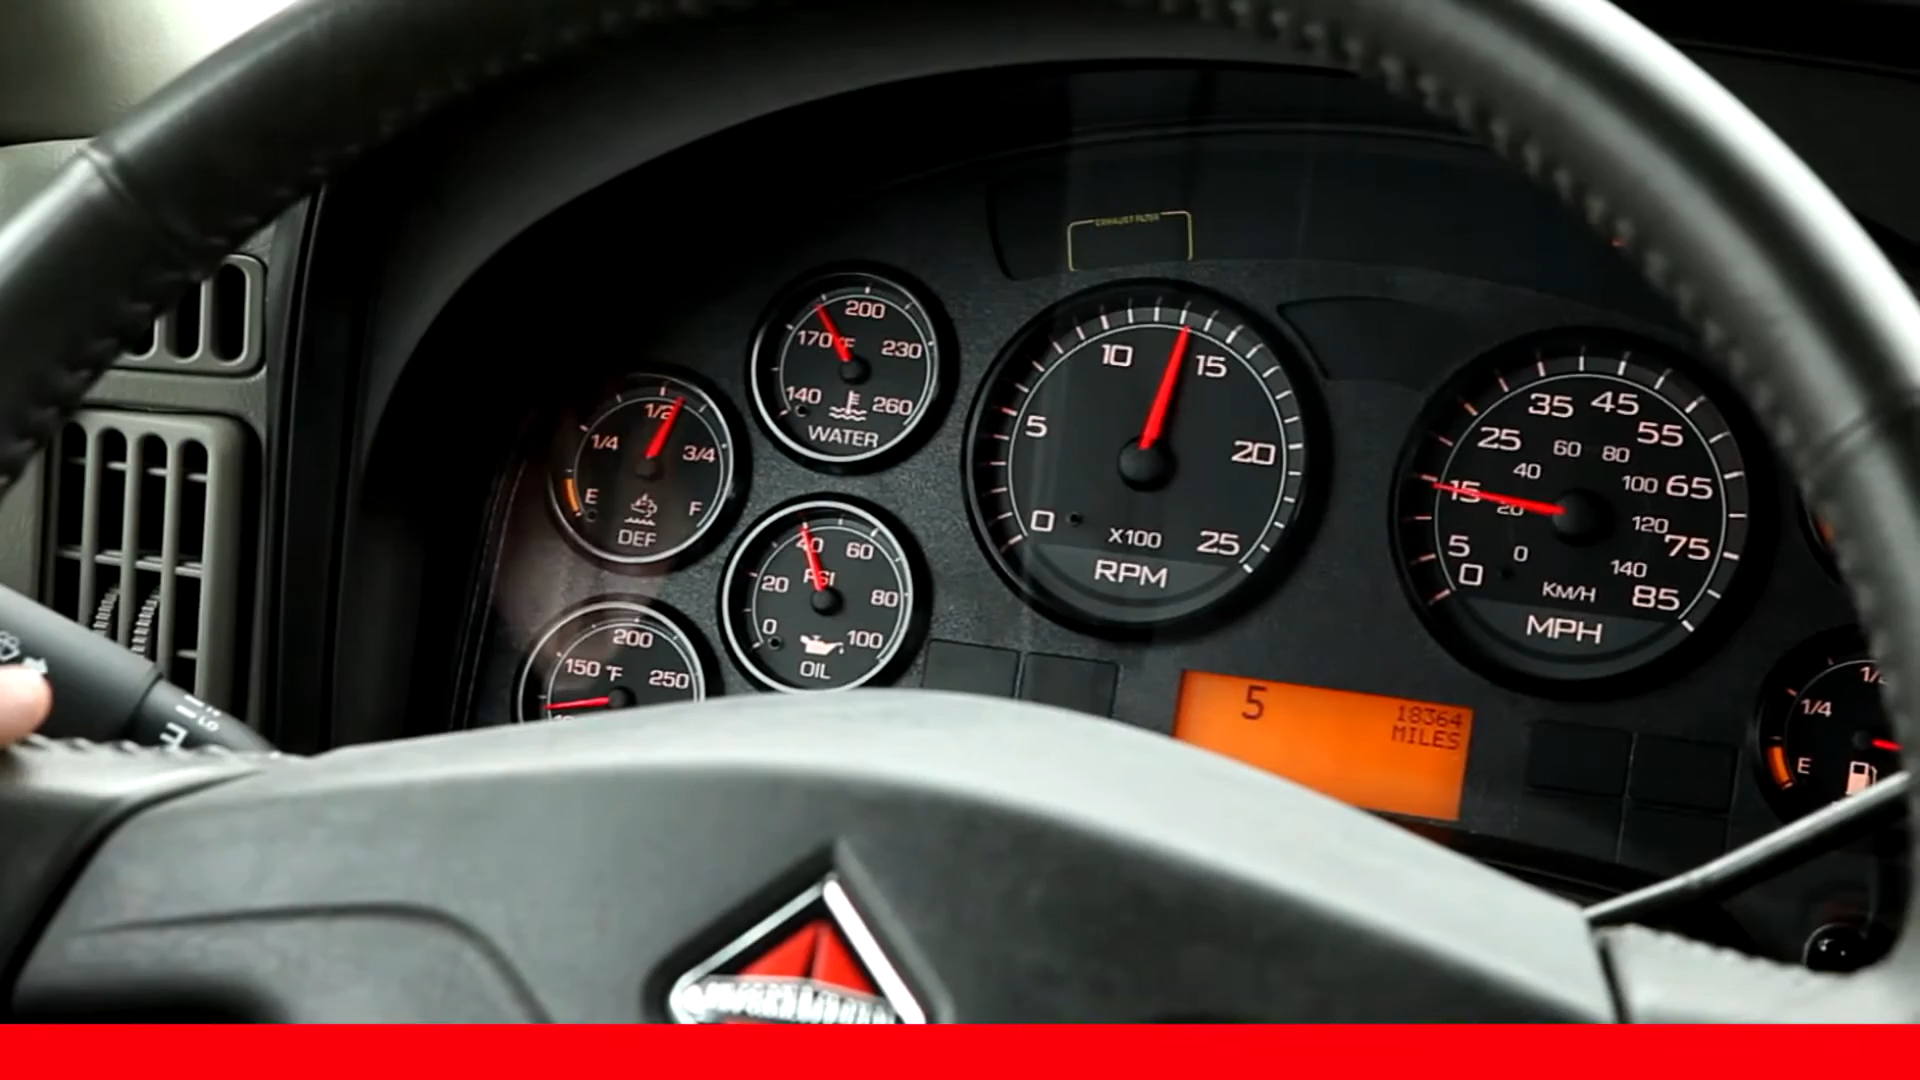 EXHAUST FILTER
200
170 °F 230
140 260
WATER
1/2
1/4 3/4
E F
DEF
40 60
PSI
20 80
0 100
OIL
200
150 °F 250
10 15
5 20
0 25
X100
RPM
35 45
25 55
15 65
5 75
0 85
60 80
40 100
20 120
0 140
Km/H
MPH
5
18364
MILES
1/4
E